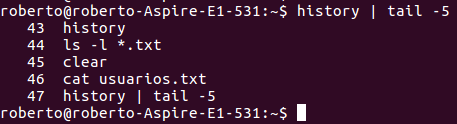 roberto@roberto-Aspire-E1-531:~$ history | tail -5
43 history
44 ls -l *.txt
45 clear
46 cat usuarios.txt
47 history | tail -5
roberto@roberto-Aspire-E1-531:~$